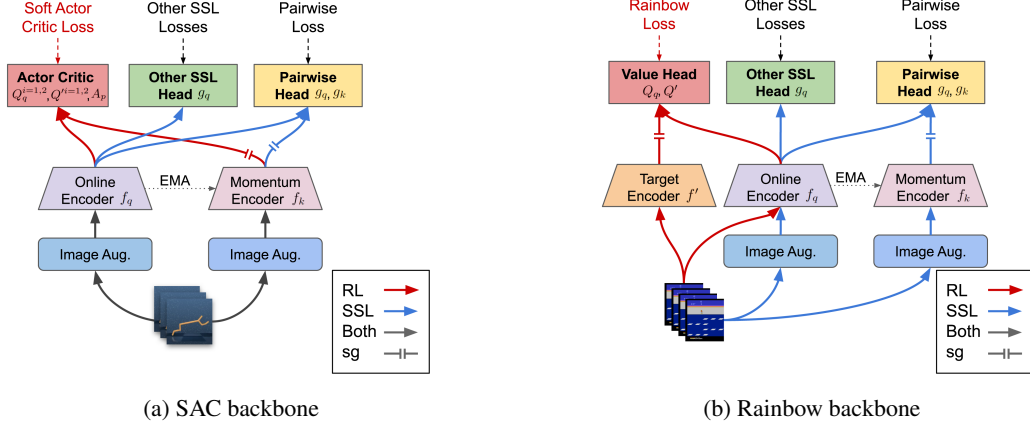 Soft Actor
Critic Loss
Other SSL
Losses
Pairwise
Loss
Actor Critic
Q_q^{i=1,2},Q'^{i=1,2},A_p
Other SSL
Head g_q
Pairwise
Head g_q, g_k
Online
Encoder f_q
EMA
Momentum
Encoder f_k
Image Aug.
Image Aug.
RL
SSL
Both
sg
(a) SAC backbone
Rainbow
Loss
Other SSL
Losses
Pairwise
Loss
Value Head
Q_q, Q'
Other SSL
Head g_q
Pairwise
Head g_q, g_k
Target
Encoder f'
Online
Encoder f_q
EMA
Momentum
Encoder f_k
Image Aug.
Image Aug.
RL
SSL
Both
sg
(b) Rainbow backbone